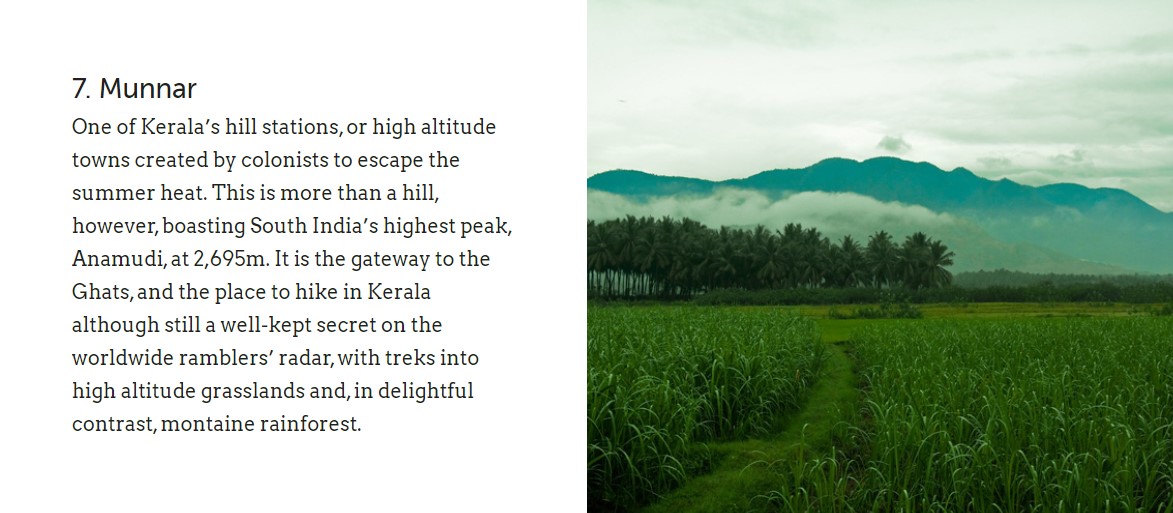 7. Munnar
One of Kerala’s hill stations, or high altitude
towns created by colonists to escape the
summer heat. This is more than a hill,
however, boasting South India’s highest peak,
Anamudi, at 2,695m. It is the gateway to the
Ghats, and the place to hike in Kerala
although still a well-kept secret on the
worldwide ramblers’ radar, with treks into
high altitude grasslands and, in delightful
contrast, montaine rainforest.